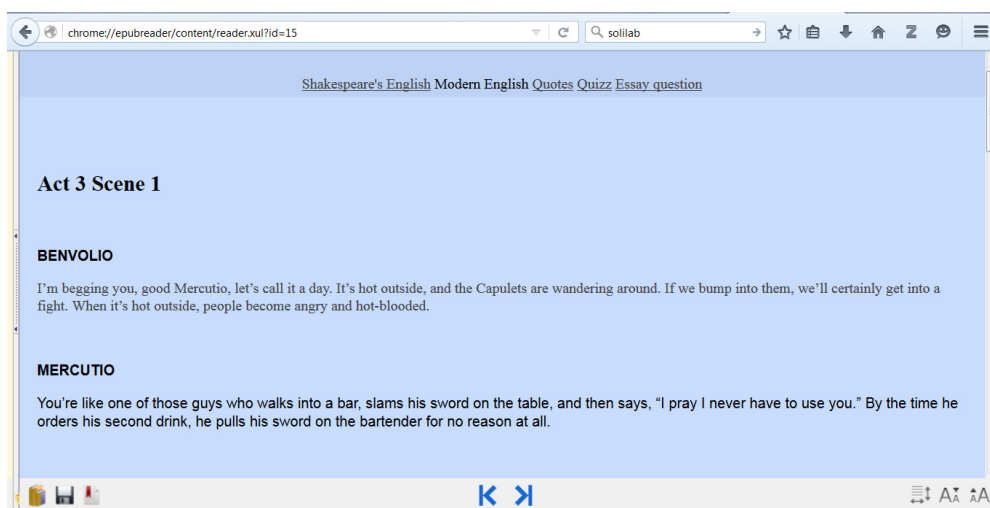 chrome://epubreader/content/reader.xul?id=15
solilab
Shakespeare's English Modern English Quotes Quizz Essay question
Act 3 Scene 1
BENVOLIO
I’m begging you, good Mercutio, let’s call it a day. It’s hot outside, and the Capulets are wandering around. If we bump into them, we’ll certainly get into a
fight. When it’s hot outside, people become angry and hot-blooded.
MERCUTIO
You’re like one of those guys who walks into a bar, slams his sword on the table, and then says, “I pray I never have to use you.” By the time he
orders his second drink, he pulls his sword on the bartender for no reason at all.